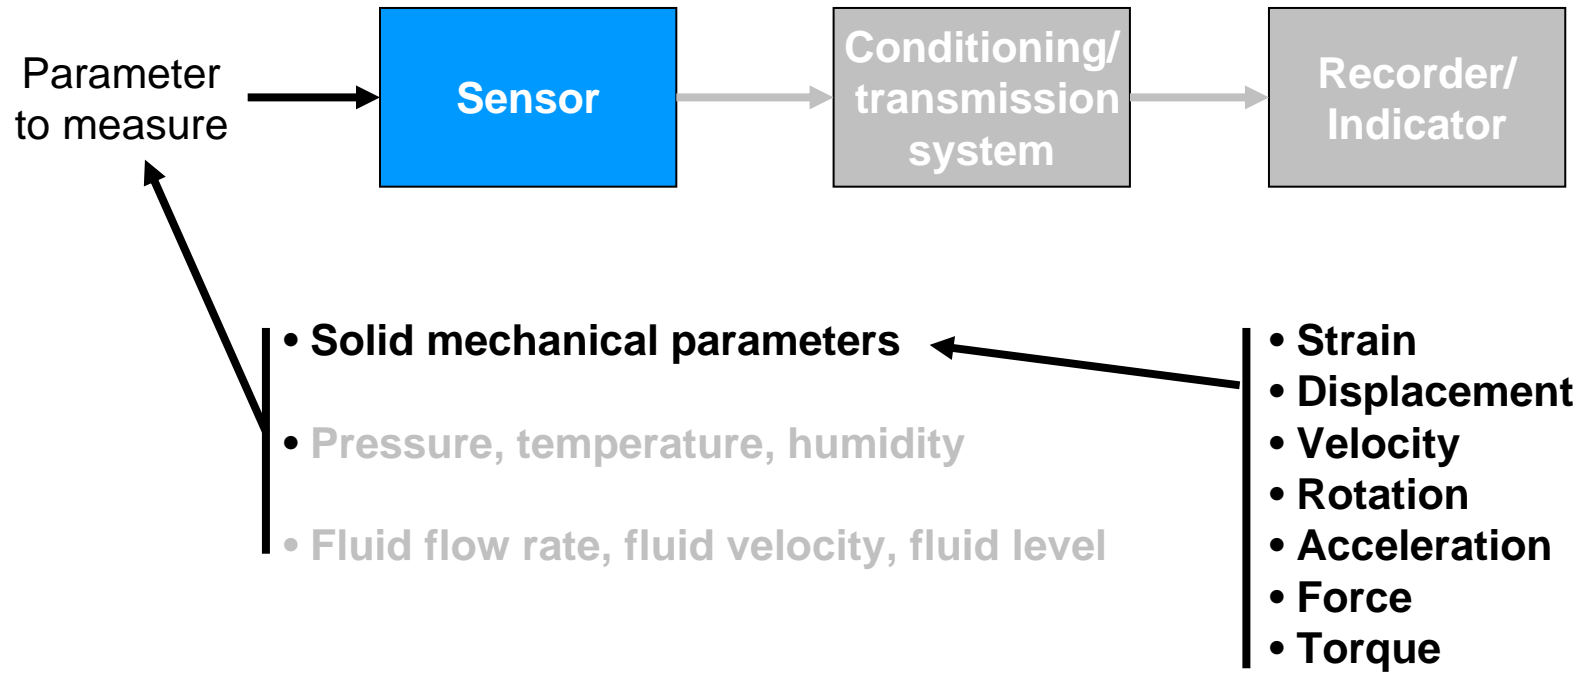 Parameter
to measure
Sensor
Conditioning/
transmission
system
Recorder/
Indicator
• Solid mechanical parameters
• Pressure, temperature, humidity
• Fluid flow rate, fluid velocity, fluid level
• Strain
• Displacement
• Velocity
• Rotation
• Acceleration
• Force
• Torque